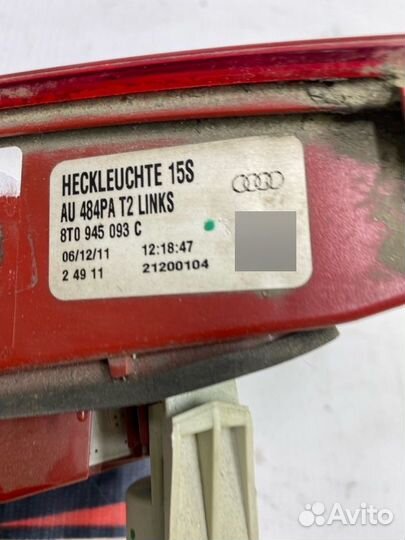 HECKLEUCHTE 15S
AU 484PA T2 LINKS
8T0 945 093 C
06/12/11 12:18:47
2 49 11 21200104
Avito